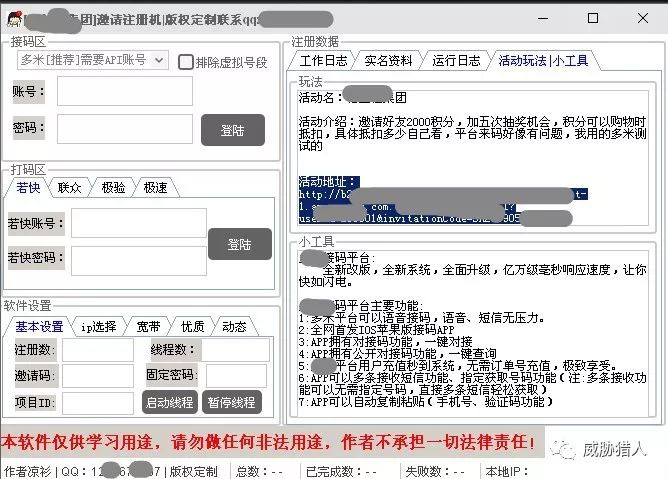 集团]邀请注册机|版权定制联系qq:
接码区
多米[推荐]需要API账号
排除虚拟号段
账号:
密码:
登陆
打码区
若快 联众 极验 极速
若快账号:
若快密码:
登陆
软件设置
基本设置 ip选择 宽带 优质 动态
注册数: 线程数:
邀请码: 固定密码:
项目ID: 启动线程 暂停线程
注册数据
工作日志 实名资料 运行日志 活动玩法|小工具
玩法
活动名: 集团
活动介绍:邀请好友2000积分,加五次抽奖机会,积分可以购物时
抵扣,具体抵扣多少自己看,平台来码好像有问题,我用的多米测
试的
活动地址:
http://b2
小工具
接码平台:
全新改版,全新系统,全面升级,亿万级毫秒响应速度,让你
快如闪电。
码平台主要功能:
1:多米平台可以语音接码,语音、短信无压力。
2:全网首发IOS苹果版接码APP
3:APP拥有对接码功能,一键对接
4:APP拥有公开对接码功能,一键查询
5: 平台用户充值秒到系统,无需订单号充值,极致享受。
6:APP可以多条接收短信功能、指定获取号码功能(注:多条接收功
能可以无需指定号码,直接多条短信轻松获取)
7:APP可以自动复制粘贴(手机号、验证码功能)
本软件仅供学习用途,请勿做任何非法用途,作者不承担一切法律责任!
威胁猎人
作者凉衫 | QQ: | 版权定制 总数:-- 已完成数:-- 失败数:-- 本地IP: